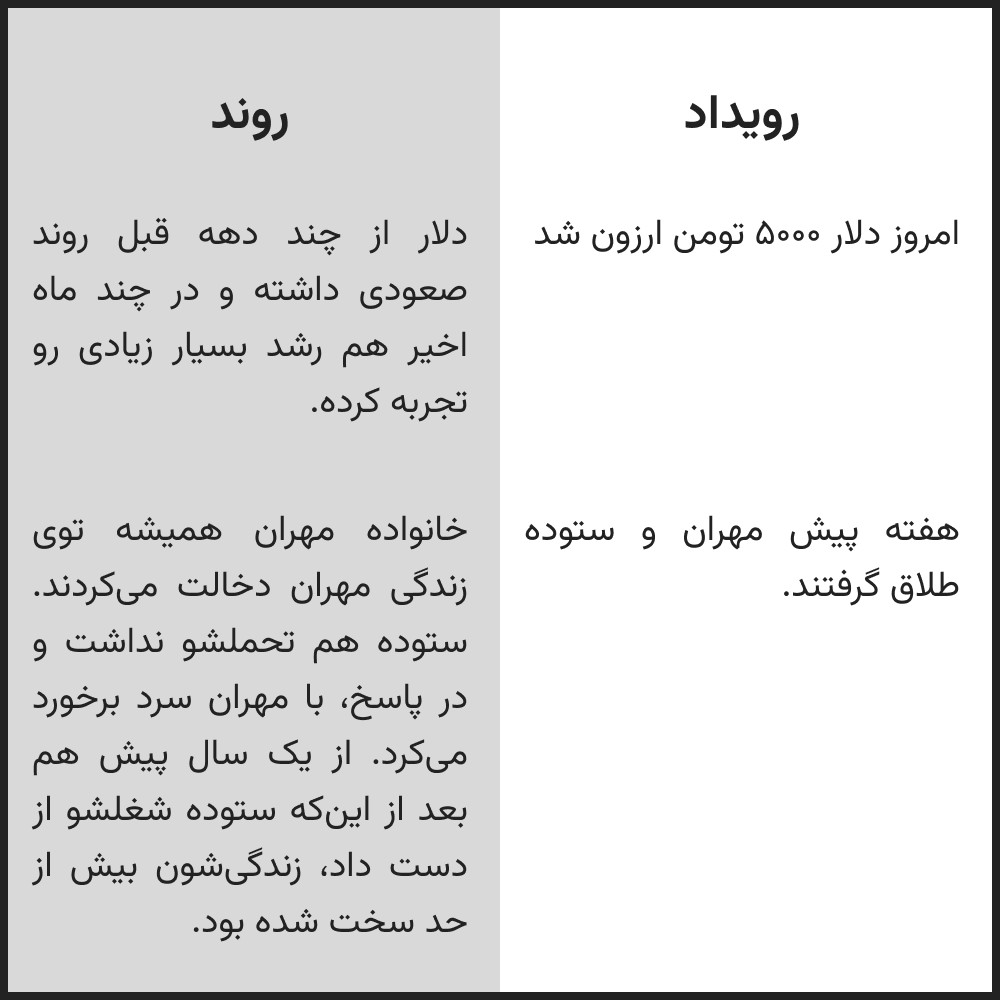 رویداد
امروز دلار ۵۰۰۰ تومن ارزون شد
هفته پیش مهران و ستوده
طلاق گرفتند.
روند
دلار از چند دهه قبل روند
صعودی داشته و در چند ماه
اخیر هم رشد بسیار زیادی رو
تجربه کرده.
خانواده مهران همیشه توی
زندگی مهران دخالت می‌کردند.
ستوده هم تحملشو نداشت و
در پاسخ، با مهران سرد برخورد
می‌کرد. از یک سال پیش هم
بعد از این‌که ستوده شغلشو از
دست داد، زندگی‌شون بیش از
حد سخت شده بود.